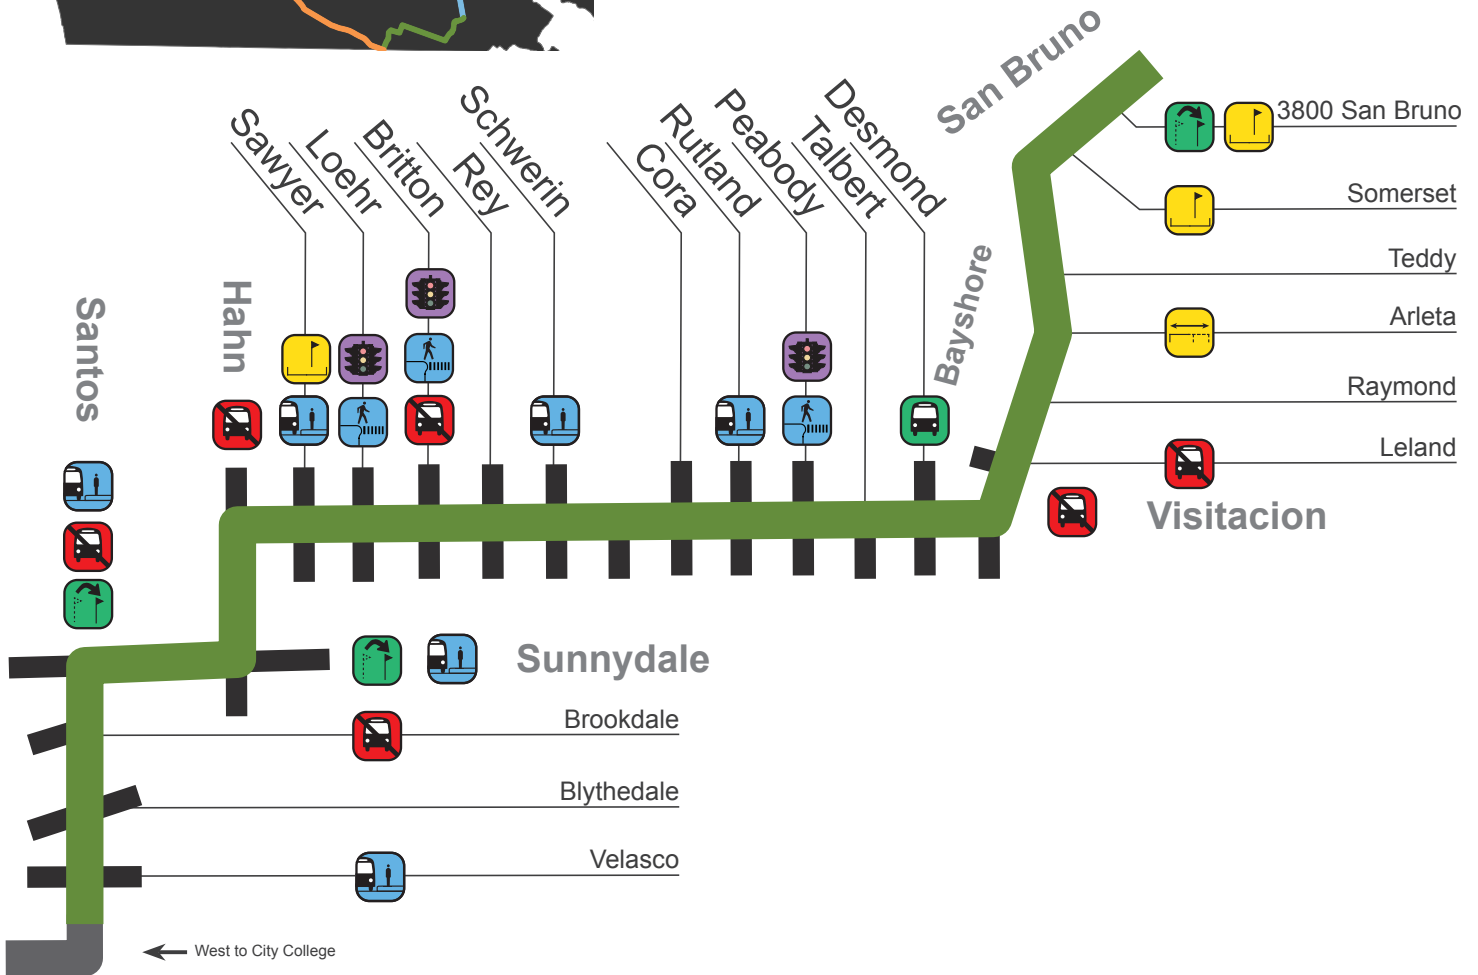 San Bruno
3800 San Bruno
Somerset
Teddy
Arleta
Raymond
Leland
Visitacion
Bayshore
Desmond
Talbert
Peabody
Rutland
Cora
Schwerin
Rey
Britton
Loehr
Sawyer
Hahn
Santos
Sunnydale
Brookdale
Blythedale
Velasco
West to City College